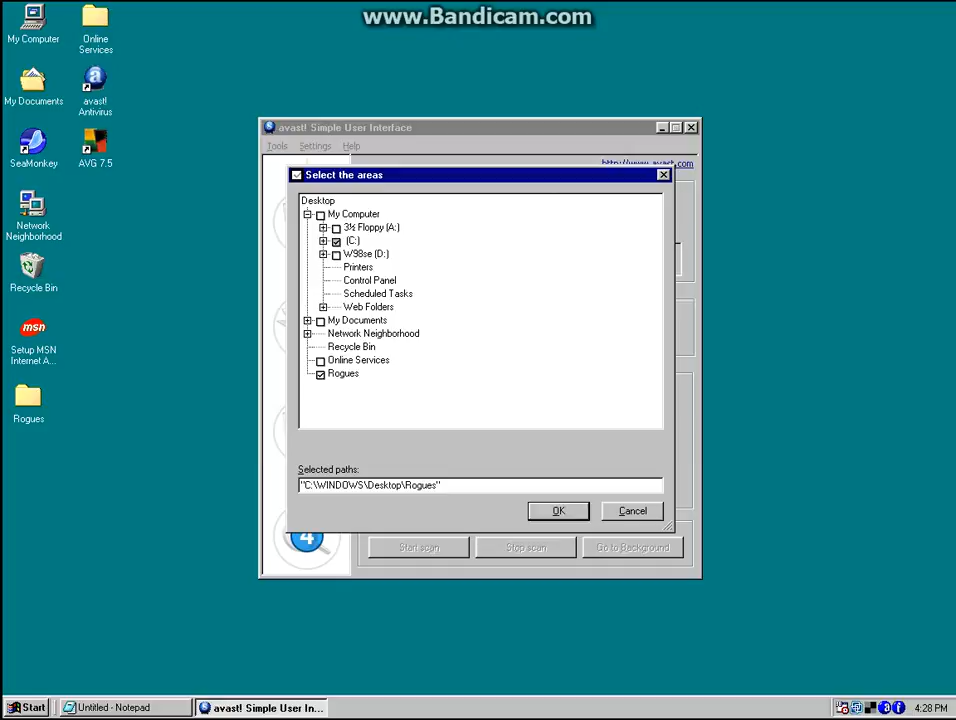 www.Bandicam.com
My Computer
Online
Services
My Documents
avast!
Antivirus
SeaMonkey
AVG 7.5
Network
Neighborhood
Recycle Bin
msn
Setup MSN
Internet A...
Rogues
avast! Simple User Interface
Tools Settings Help
http://www.avast.com
Select the areas
Desktop
My Computer
3½ Floppy (A:)
(C:)
W98se (D:)
Printers
Control Panel
Scheduled Tasks
Web Folders
My Documents
Network Neighborhood
Recycle Bin
Online Services
Rogues
Selected paths:
"C:\WINDOWS\Desktop\Rogues"
OK Cancel
4
Start scan Stop scan Go to Background
Start Untitled - Notepad avast! Simple User In... 4:28 PM